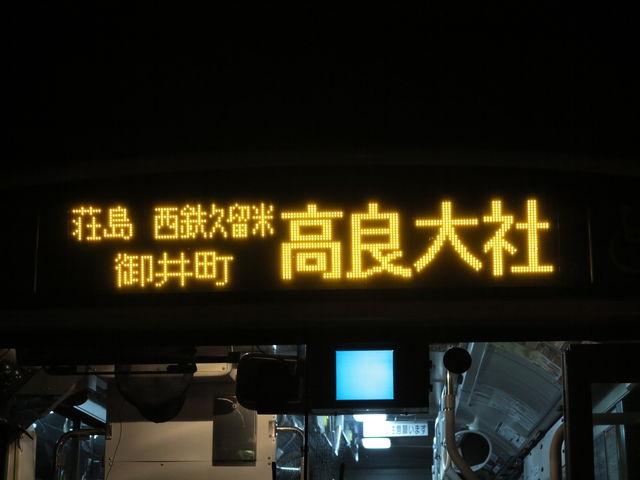 荘島 西鉄久留米
御井町
高良大社